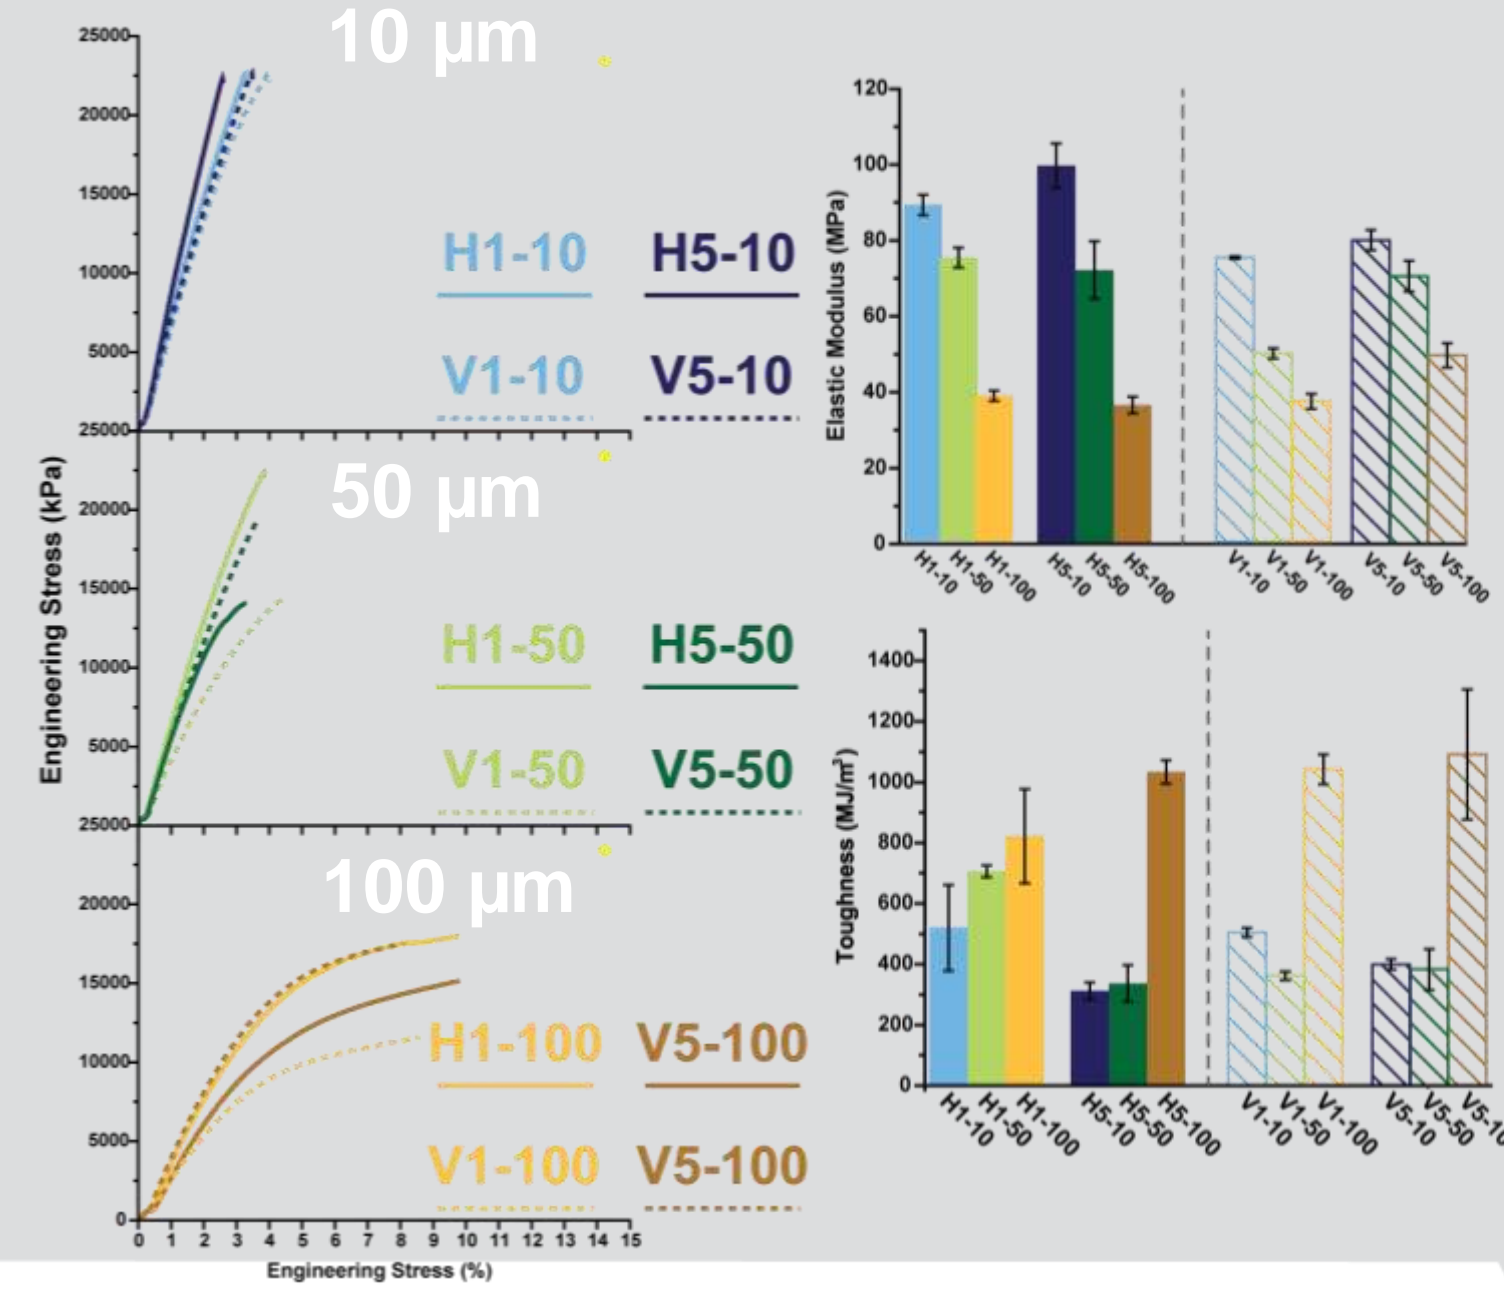 10 µm
25000
20000
15000
10000
5000
25000
H1-10
H5-10
V1-10
V5-10
50 µm
20000
15000
10000
5000
25000
H1-50
H5-50
V1-50
V5-50
Engineering Stress (kPa)
100 µm
20000
15000
10000
5000
0
H1-100
V5-100
V1-100
V5-100
0 1 2 3 4 5 6 7 8 9 10 11 12 13 14 15
Engineering Stress (%)
120
100
80
60
40
20
0
Elastic Modulus (MPa)
H1-10 H1-50 H1-100 H5-10 H5-50 H5-100 V1-10 V1-50 V1-100 V5-10 V5-50 V5-100
1400
1200
1000
800
600
400
200
0
Toughness (MJ/m³)
H1-10 H1-50 H1-100 H5-10 H5-50 H5-100 V1-10 V1-50 V1-100 V5-10 V5-50 V5-10